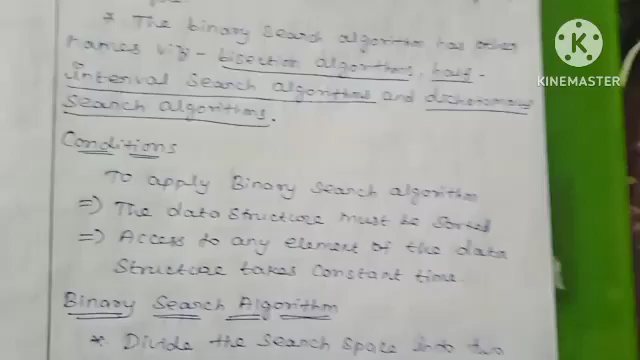 * The binary search algorithm has other
names viz - bisection algorithms, half -
interval search algorithms and dichotomous
search algorithms.
Conditions
To apply Binary search algorithm
=) The data structure must be sorted
=) Access to any element of the data
structure takes constant time.
Binary Search Algorithm
* Divide the search space into two
K
KINEMASTER